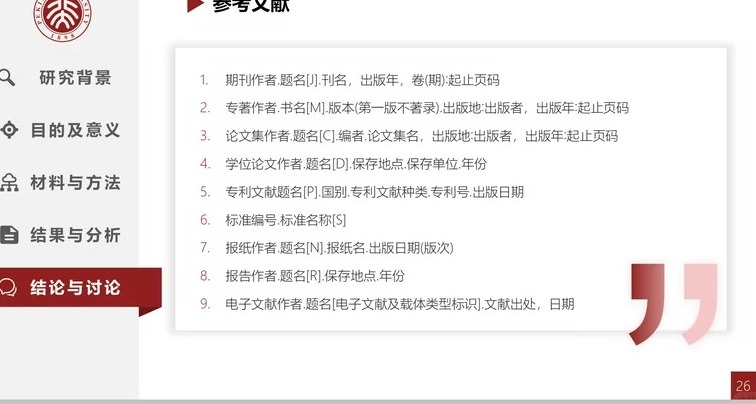 参考文献
研究背景
目的及意义
材料与方法
结果与分析
结论与讨论
1. 期刊作者.题名[J].刊名，出版年，卷(期):起止页码
2. 专著作者.书名[M].版本(第一版不著录).出版地:出版者，出版年:起止页码
3. 论文集作者.题名[C].编者.论文集名，出版地:出版者，出版年:起止页码
4. 学位论文作者.题名[D].保存地点.保存单位.年份
5. 专利文献题名[P].国别.专利文献种类.专利号.出版日期
6. 标准编号.标准名称[S]
7. 报纸作者.题名[N].报纸名.出版日期(版次)
8. 报告作者.题名[R].保存地点.年份
9. 电子文献作者.题名[电子文献及载体类型标识].文献出处，日期
1898
26